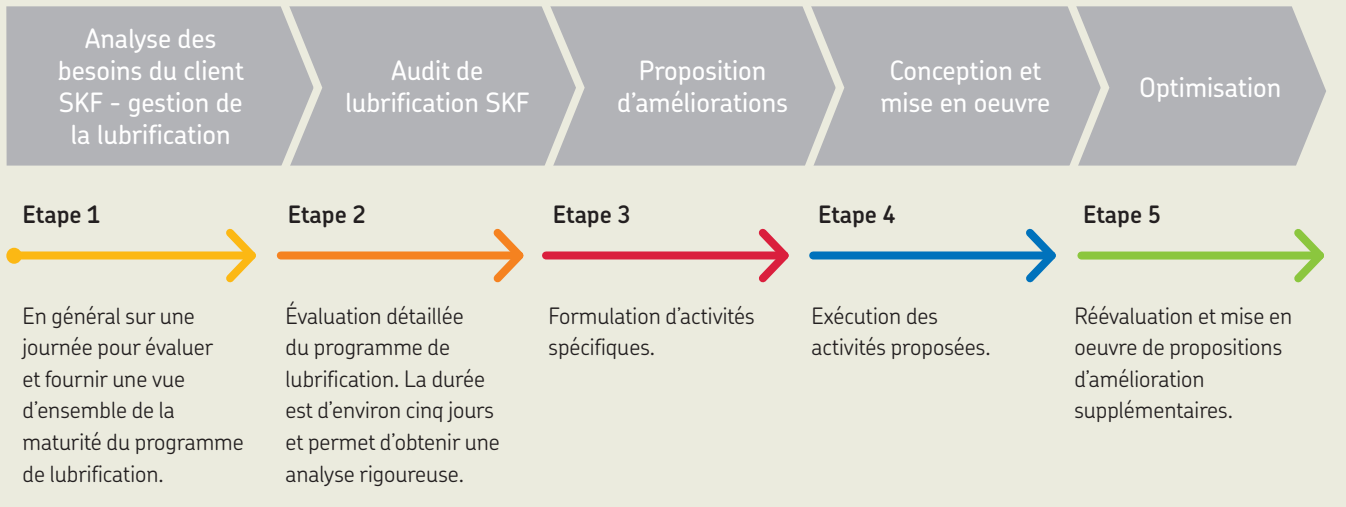 Analyse des
besoins du client
SKF - gestion de
la lubrification
Audit de
lubrification SKF
Proposition
d'améliorations
Conception et
mise en oeuvre
Optimisation
Etape 1
Etape 2
Etape 3
Etape 4
Etape 5
En général sur une
journée pour évaluer
et fournir une vue
d'ensemble de la
maturité du programme
de lubrification.
Évaluation détaillée
du programme de
lubrification. La durée
est d'environ cinq jours
et permet d'obtenir une
analyse rigoureuse.
Formulation d'activités
spécifiques.
Exécution des
activités proposées.
Réévaluation et mise en
oeuvre de propositions
d'amélioration
supplémentaires.